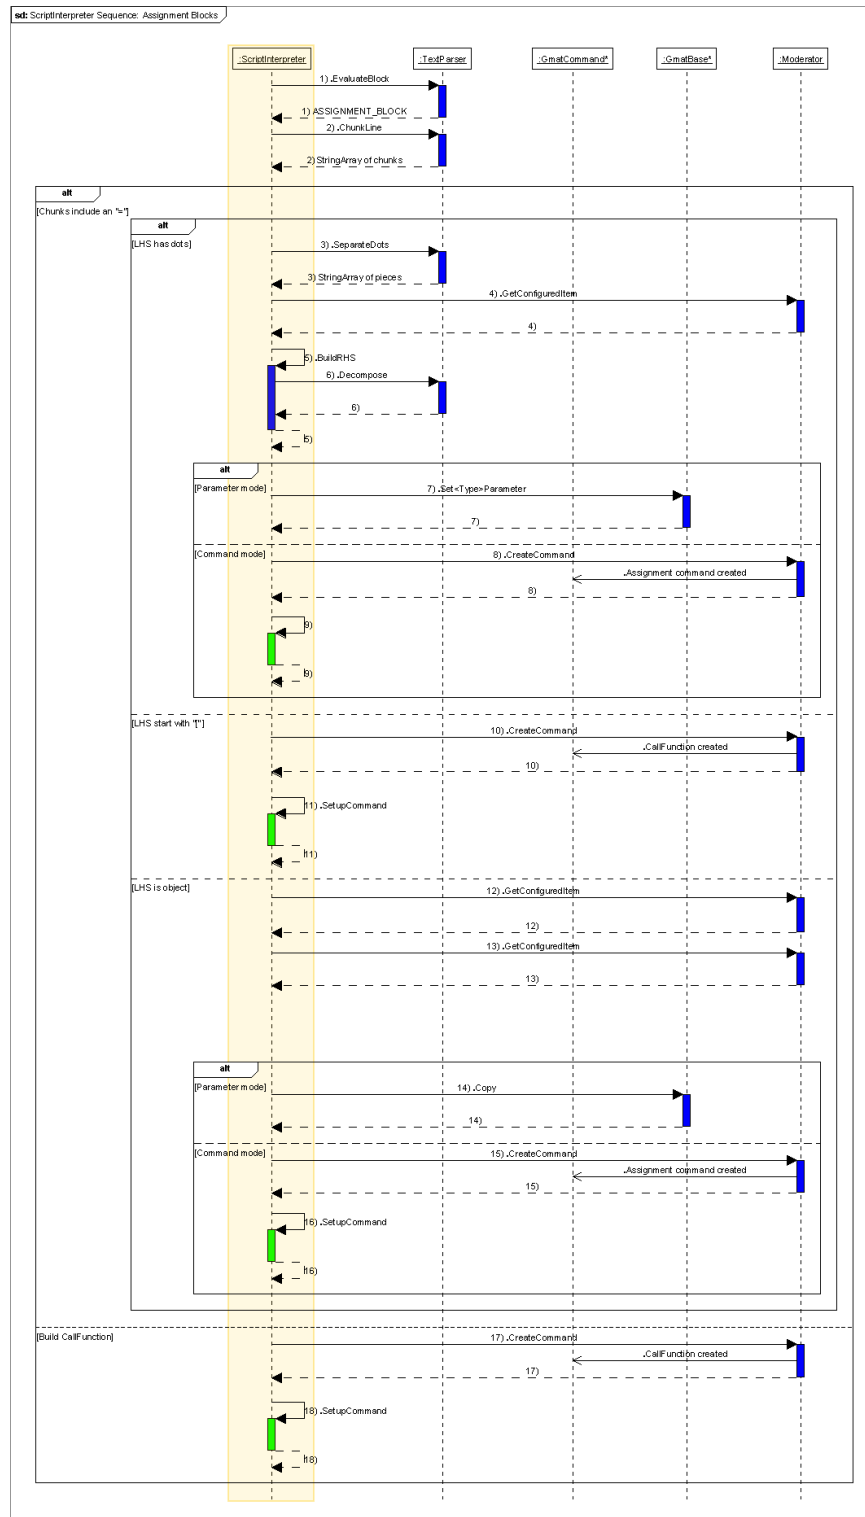 sd: ScriptInterpreter Sequence: Assignment Blocks
:ScriptInterpreter
:TextParser
:GmatCommand*
:GmatBase*
:Moderator
1) .EvaluateBlock
1) ASSIGNMENT_BLOCK
2) .ChunkLine
2) StringArray of chunks
alt
[Chunks include an "="]
alt
[LHS has dots]
3) .SeparateDots
3) StringArray of pieces
4) .GetConfiguredItem
4)
5) .BuildRHS
6) .Decompose
6)
5)
alt
[Parameter mode]
7) .Set<Type>Parameter
7)
[Command mode]
8) .CreateCommand
.Assignment command created
8)
9)
9)
[LHS start with "["]
10) .CreateCommand
.CallFunction created
10)
11) .SetupCommand
11)
[LHS is object]
12) .GetConfiguredItem
12)
13) .GetConfiguredItem
13)
alt
[Parameter mode]
14) .Copy
14)
[Command mode]
15) .CreateCommand
.Assignment command created
15)
16) .SetupCommand
16)
[Build CallFunction]
17) .CreateCommand
.CallFunction created
17)
18) .SetupCommand
18)